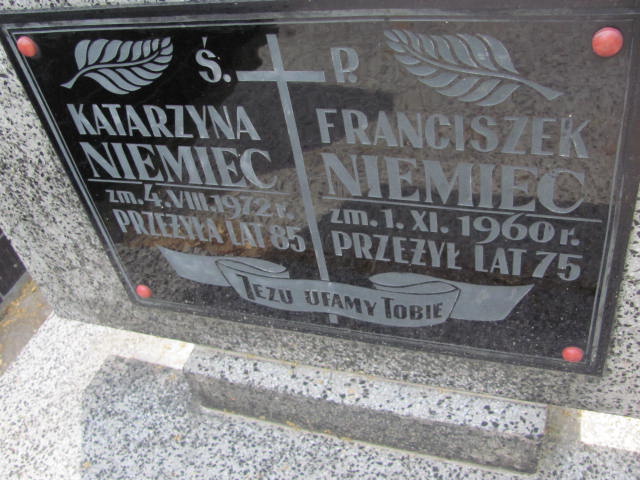 Ś. P.
KATARZYNA
NIEMIEC
zm. 4. VIII. 1972 r.
PRZEŻYŁA LAT 85
FRANCISZEK
NIEMIEC
zm. 1. XI. 1960 r.
PRZEŻYŁ LAT 75
JEZU UFAMY TOBIE